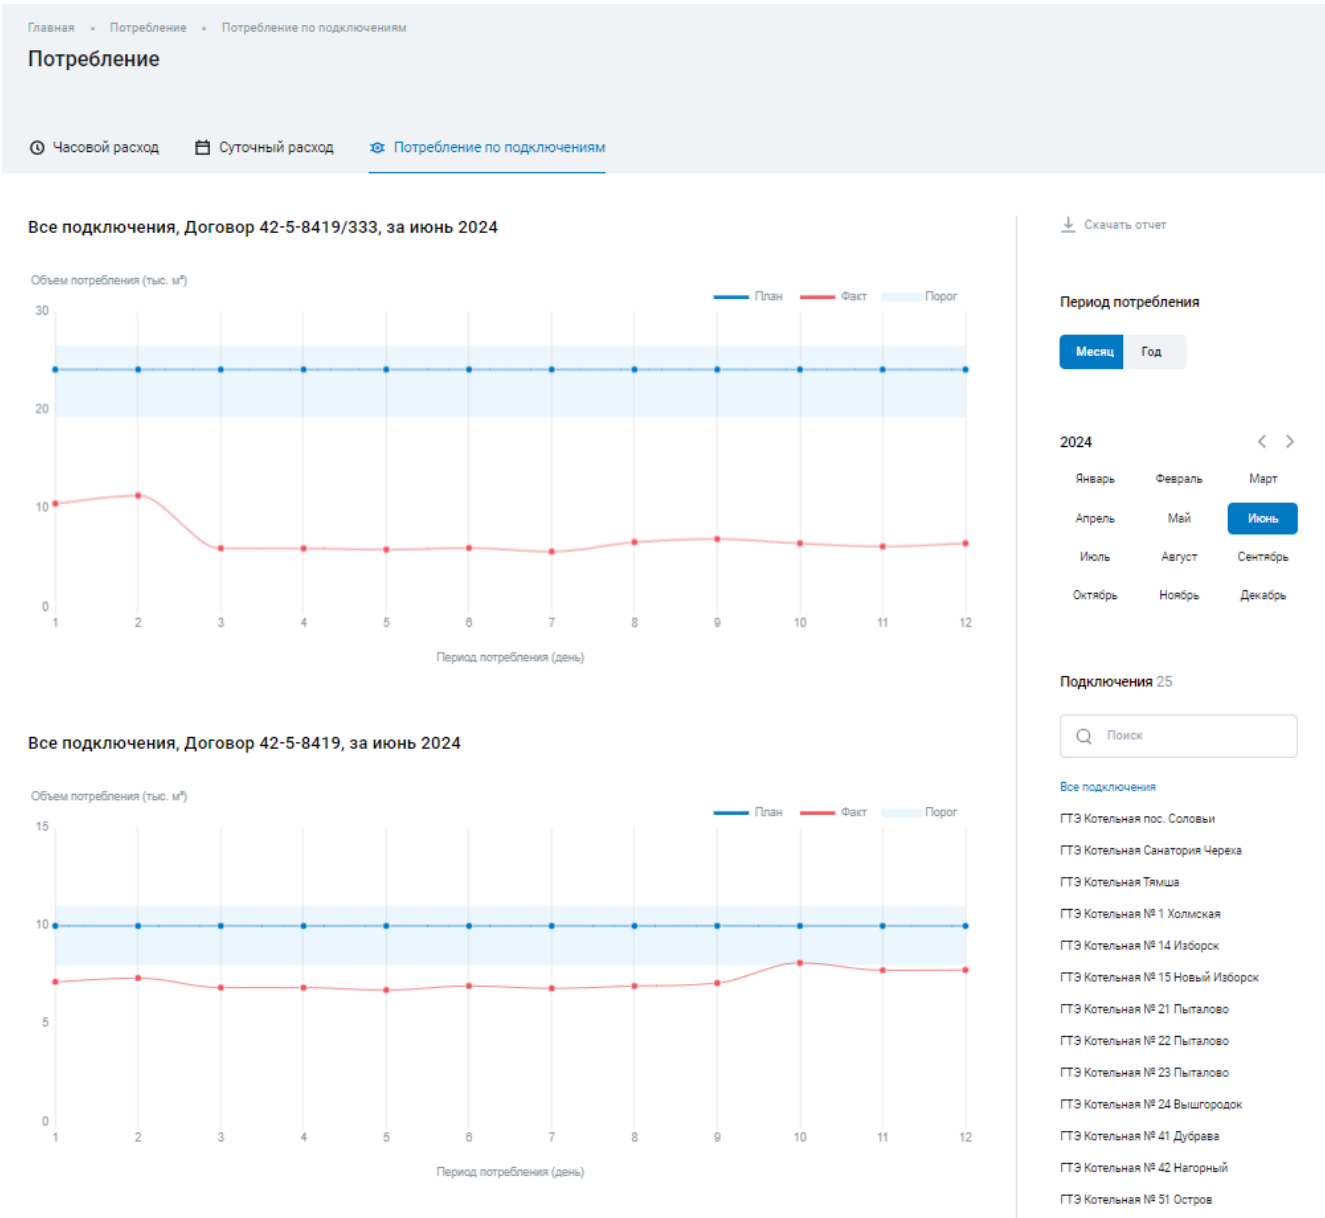 Главная • Потребление • Потребление по подключениям
Потребление
Часовой расход Суточный расход Потребление по подключениям
Все подключения, Договор 42-5-8419/333, за июнь 2024
Объем потребления (тыс. м³)
План Факт Порог
30
20
10
0
1 2 3 4 5 6 7 8 9 10 11 12
Период потребления (день)
Все подключения, Договор 42-5-8419, за июнь 2024
Объем потребления (тыс. м³)
План Факт Порог
15
10
5
0
1 2 3 4 5 6 7 8 9 10 11 12
Период потребления (день)
Скачать отчет
Период потребления
Месяц Год
2024
Январь Февраль Март
Апрель Май Июнь
Июль Август Сентябрь
Октябрь Ноябрь Декабрь
Подключения 25
Поиск
Все подключения
ГТЭ Котельная пос. Соловьи
ГТЭ Котельная Санатория Череха
ГТЭ Котельная Тямша
ГТЭ Котельная № 1 Холмская
ГТЭ Котельная № 14 Изборск
ГТЭ Котельная № 15 Новый Изборск
ГТЭ Котельная № 21 Пыталово
ГТЭ Котельная № 22 Пыталово
ГТЭ Котельная № 23 Пыталово
ГТЭ Котельная № 24 Вышгородок
ГТЭ Котельная № 41 Дубрава
ГТЭ Котельная № 42 Нагорный
ГТЭ Котельная № 51 Остров